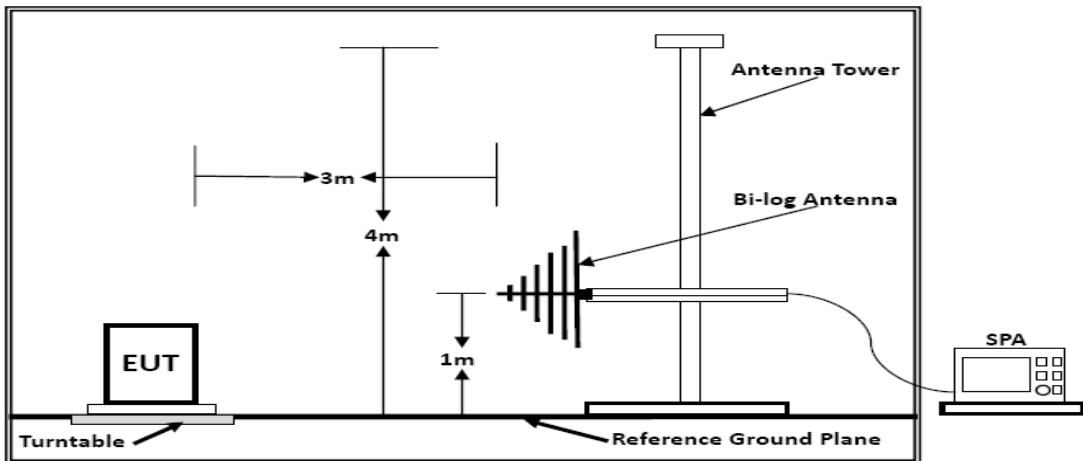 Antenna Tower
3m
Bi-log Antenna
4m
SPA
1m
EUT
Turntable
Reference Ground Plane